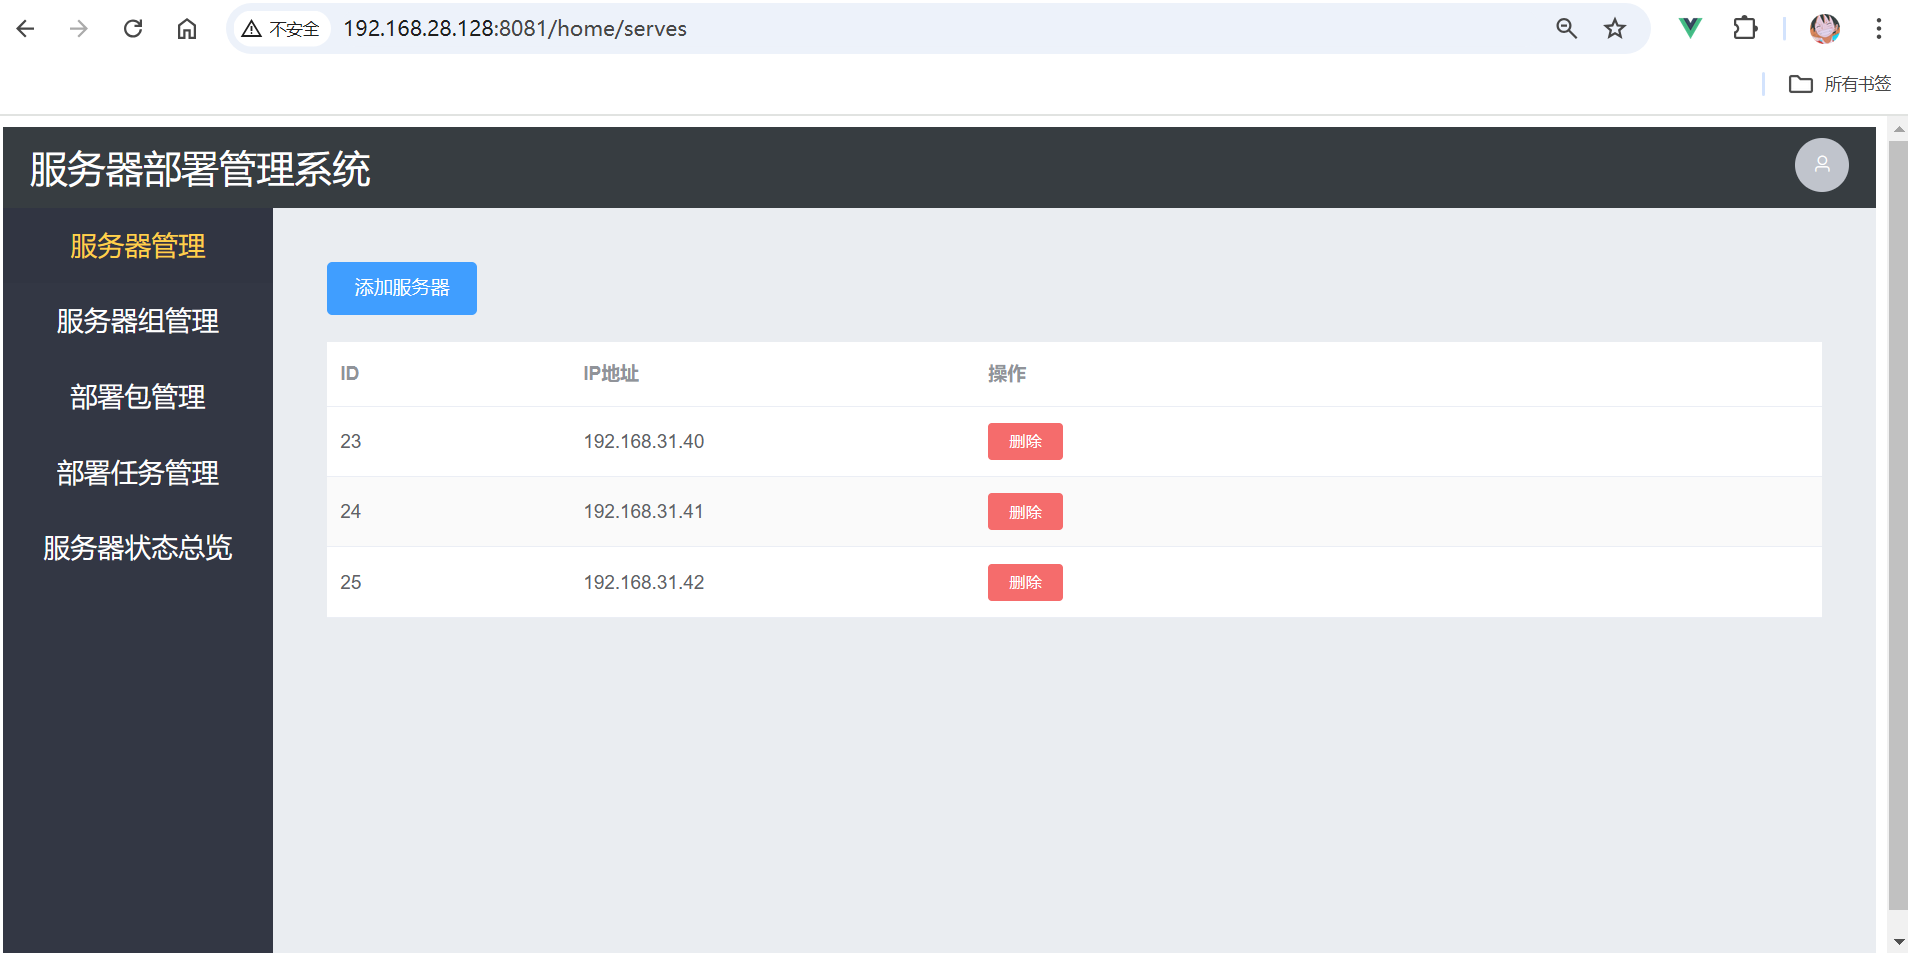 不安全 192.168.28.128:8081/home/serves
所有书签
服务器部署管理系统
服务器管理
服务器组管理
部署包管理
部署任务管理
服务器状态总览
添加服务器
ID IP地址 操作
23 192.168.31.40 删除
24 192.168.31.41 删除
25 192.168.31.42 删除